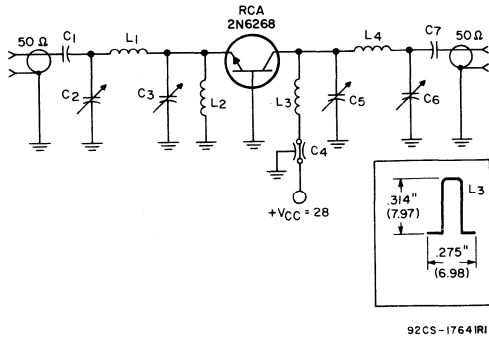 RCA
2N6268
50 Ω
C1
L1
L4
C7
50 Ω
C2
C3
L2
L3
C5
C6
C4
+VCC = 28
.314"
(7.97)
L3
.275"
(6.98)
92CS-17641R1